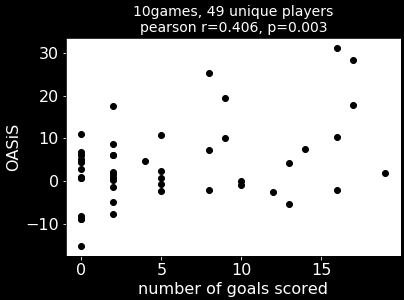 10games, 49 unique players
pearson r=0.406, p=0.003
30
20
10
0
−10
OASiS
0 5 10 15
number of goals scored